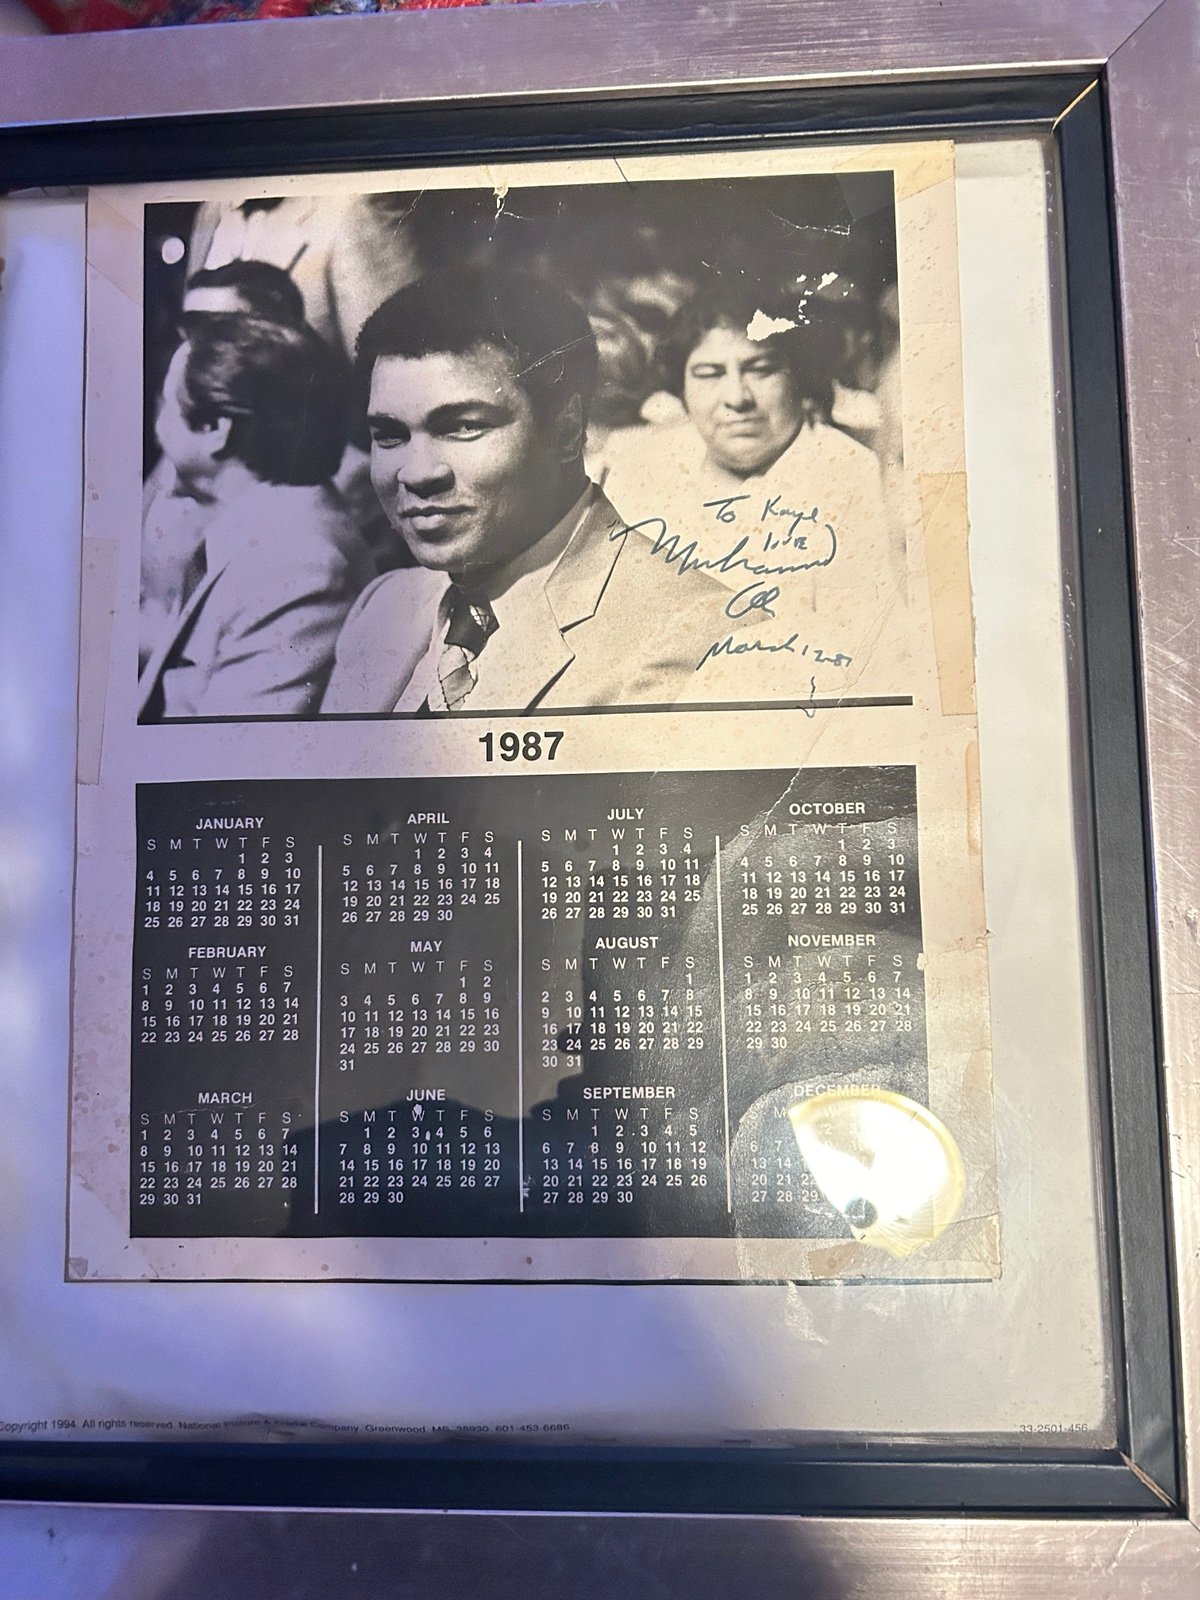 To Kaye
love
Muhammad
Ali
March 12-87
1987
JANUARY
S M T W T F S
1 2 3
4 5 6 7 8 9 10
11 12 13 14 15 16 17
18 19 20 21 22 23 24
25 26 27 28 29 30 31
FEBRUARY
S M T W T F S
1 2 3 4 5 6 7
8 9 10 11 12 13 14
15 16 17 18 19 20 21
22 23 24 25 26 27 28
MARCH
S M T W T F S
1 2 3 4 5 6 7
8 9 10 11 12 13 14
15 16 17 18 19 20 21
22 23 24 25 26 27 28
29 30 31
APRIL
S M T W T F S
1 2 3 4
5 6 7 8 9 10 11
12 13 14 15 16 17 18
19 20 21 22 23 24 25
26 27 28 29 30
MAY
S M T W T F S
1 2
3 4 5 6 7 8 9
10 11 12 13 14 15 16
17 18 19 20 21 22 23
24 25 26 27 28 29 30
31
JUNE
S M T W T F S
1 2 3 4 5 6
7 8 9 10 11 12 13
14 15 16 17 18 19 20
21 22 23 24 25 26 27
28 29 30
JULY
S M T W T F S
1 2 3 4
5 6 7 8 9 10 11
12 13 14 15 16 17 18
19 20 21 22 23 24 25
26 27 28 29 30 31
AUGUST
S M T W T F S
1
2 3 4 5 6 7 8
9 10 11 12 13 14 15
16 17 18 19 20 21 22
23 24 25 26 27 28 29
30 31
SEPTEMBER
S M T W T F S
1 2 3 4 5
6 7 8 9 10 11 12
13 14 15 16 17 18 19
20 21 22 23 24 25 26
27 28 29 30
OCTOBER
S M T W T F S
1 2 3
4 5 6 7 8 9 10
11 12 13 14 15 16 17
18 19 20 21 22 23 24
25 26 27 28 29 30 31
NOVEMBER
S M T W T F S
1 2 3 4 5 6 7
8 9 10 11 12 13 14
15 16 17 18 19 20 21
22 23 24 25 26 27 28
29 30
DECEMBER
S M
6 7
13 14
20 21
27 28 29
Copyright 1994. All rights reserved. National Picture & Frame Company, Greenwood, MS 38930 601-453-6686
33-2501-456